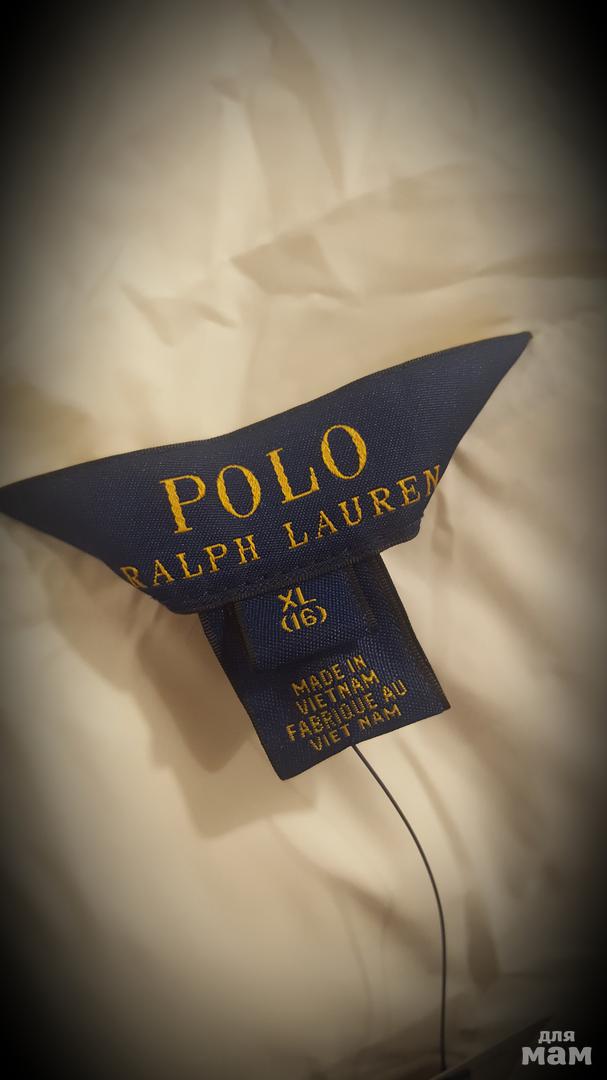 POLO
RALPH LAUREN
XL
(16)
MADE IN
VIETNAM
FABRIQUE AU
VIET NAM
для
мам